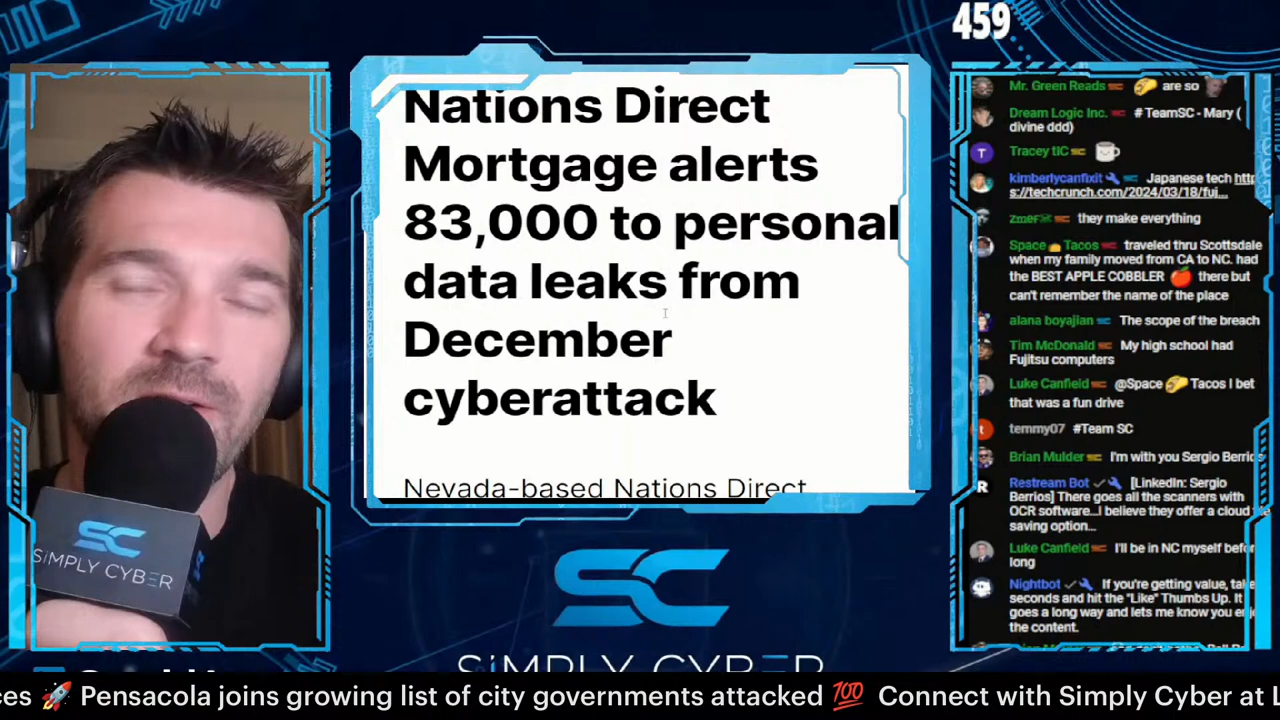 459
Nations Direct
Mortgage alerts
83,000 to personal
data leaks from
December
cyberattack
Nevada-based Nations Direct
SC
SIMPLY CYBER
SC
SIMPLY CYBER
Mr. Green Reads are so
Dream Logic Inc. #TeamSC - Mary (
divine ddd)
Tracey tIC
kimberlycanfixit Japanese tech http
s://techcrunch.com/2024/03/18/fuj...
zmef they make everything
Space Tacos traveled thru Scottsdale
when my family moved from CA to NC. had
the BEST APPLE COBBLER there but
can't remember the name of the place
alana boyajian The scope of the breach
Tim McDonald My high school had
Fujitsu computers
Luke Canfield @Space Tacos I bet
that was a fun drive
temmy07 #Team SC
Brian Mulder I'm with you Sergio Berrios
Restream Bot [LinkedIn: Sergio
Berrios] There goes all the scanners with
OCR software...I believe they offer a cloud
saving option...
Luke Canfield I'll be in NC myself
long
Nightbot If you're getting value,
seconds and hit the "Like" Thumbs Up. It
goes a long way and lets me know you
the content.
ces 🚀 Pensacola joins growing list of city governments attacked 💯 Connect with Simply Cyber at